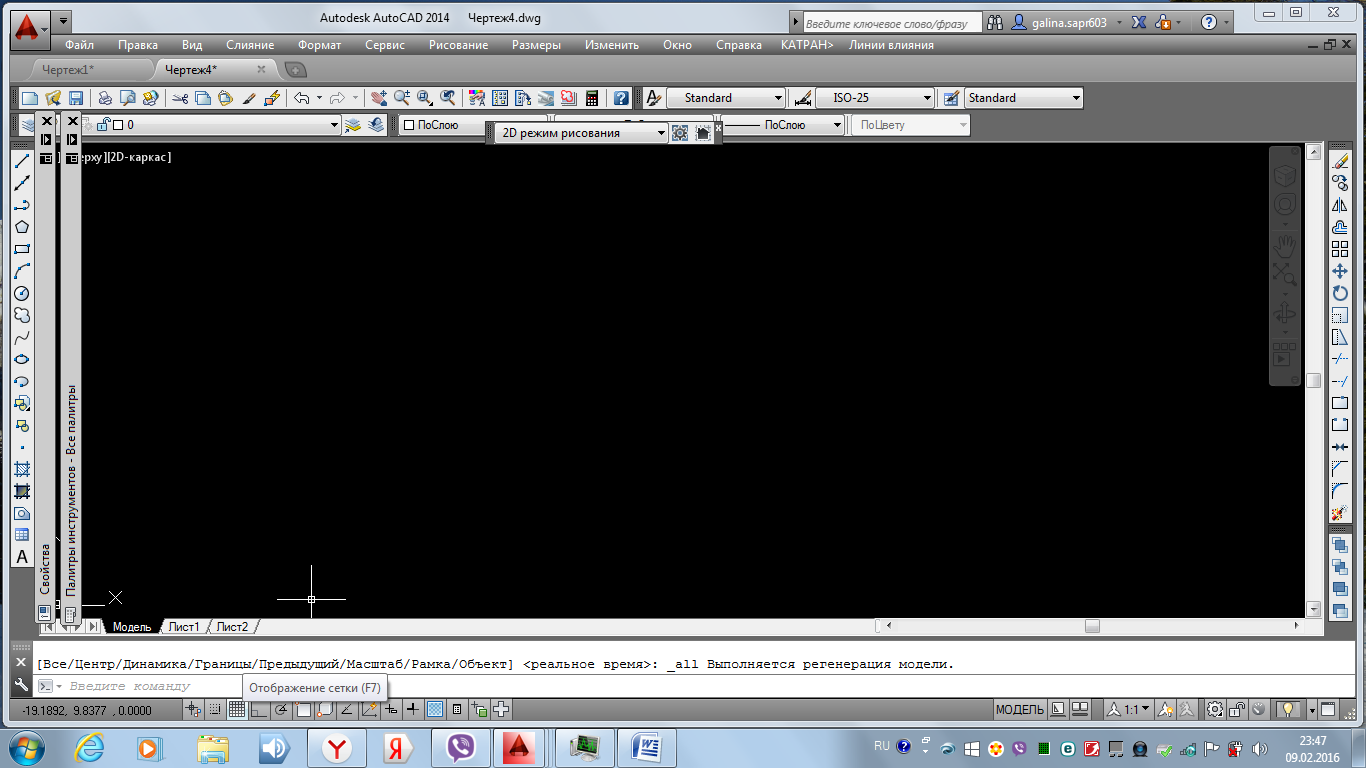 Autodesk AutoCAD 2014 Чертеж4.dwg
Введите ключевое слово/фразу
galina.sapr603
Файл Правка Вид Слияние Формат Сервис Рисование Размеры Изменить Окно Справка КАТРАН> Линии влияния
Чертеж1* Чертеж4*
Standard ISO-25 Standard
0 ПоСлою ПоСлою ПоЦвету
2D режим рисования
][2D-каркас]
Свойства
Палитры инструментов - Все палитры
Модель Лист1 Лист2
[Все/Центр/Динамика/Границы/Предыдущий/Масштаб/Рамка/Объект] <реальное время>: _all Выполняется регенерация модели.
Введите команду
Отображение сетки (F7)
-19.1892, 9.8377 , 0.0000
МОДЕЛЬ 1:1
RU
23:47
09.02.2016